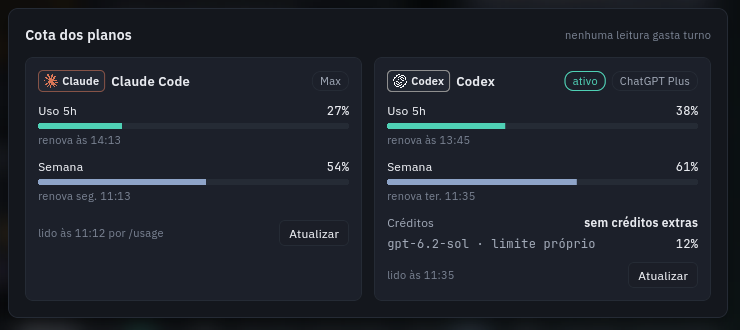 Cota dos planos
nenhuma leitura gasta turno
Claude Claude Code Max
Uso 5h 27%
renova às 14:13
Semana 54%
renova seg. 11:13
lido às 11:12 por /usage Atualizar
Codex Codex ativo ChatGPT Plus
Uso 5h 38%
renova às 13:45
Semana 61%
renova ter. 11:35
Créditos sem créditos extras
gpt-6.2-sol · limite próprio 12%
lido às 11:35 Atualizar